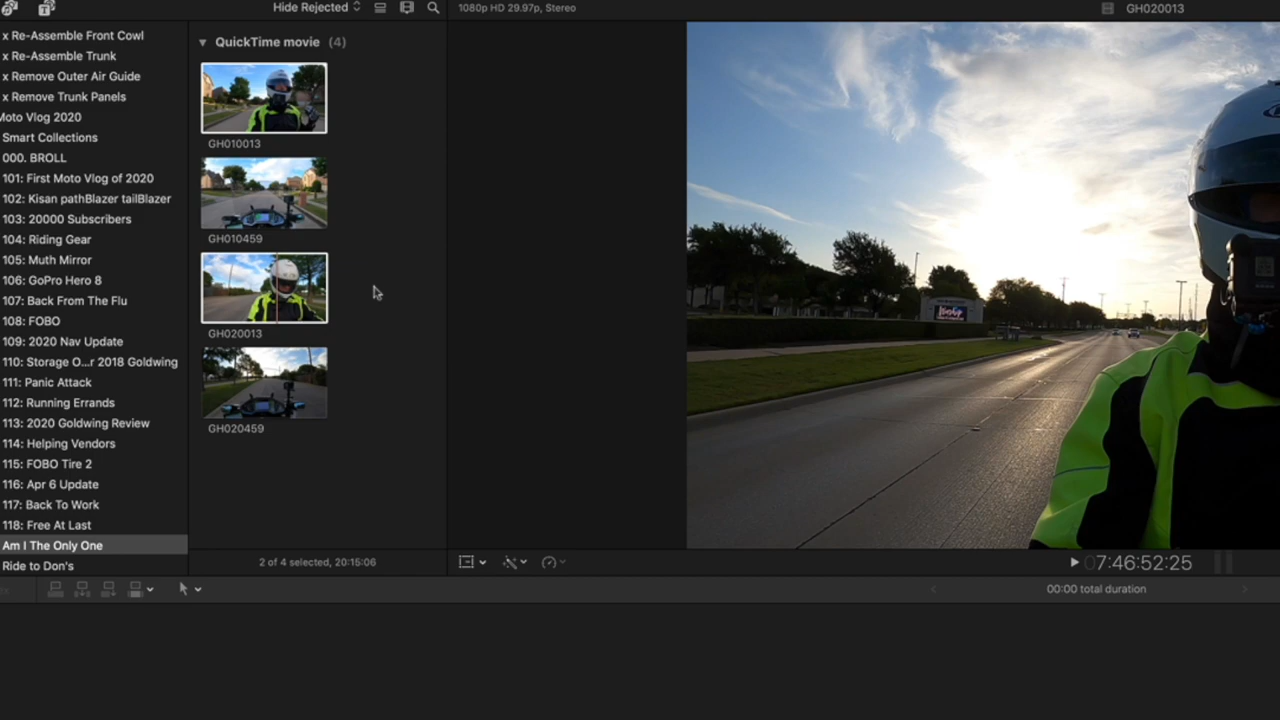 Hide Rejected
1080p HD 29.97p, Stereo
GH020013
x Re-Assemble Front Cowl
x Re-Assemble Trunk
x Remove Outer Air Guide
x Remove Trunk Panels
Moto Vlog 2020
Smart Collections
000. BROLL
101: First Moto Vlog of 2020
102: Kisan pathBlazer tailBlazer
103: 20000 Subscribers
104: Riding Gear
105: Muth Mirror
106: GoPro Hero 8
107: Back From The Flu
108: FOBO
109: 2020 Nav Update
110: Storage O...r 2018 Goldwing
111: Panic Attack
112: Running Errands
113: 2020 Goldwing Review
114: Helping Vendors
115: FOBO Tire 2
116: Apr 6 Update
117: Back To Work
118: Free At Last
Am I The Only One
Ride to Don's
QuickTime movie (4)
GH010013
GH010459
GH020013
GH020459
2 of 4 selected, 20:15:06
07:46:52:25
00:00 total duration